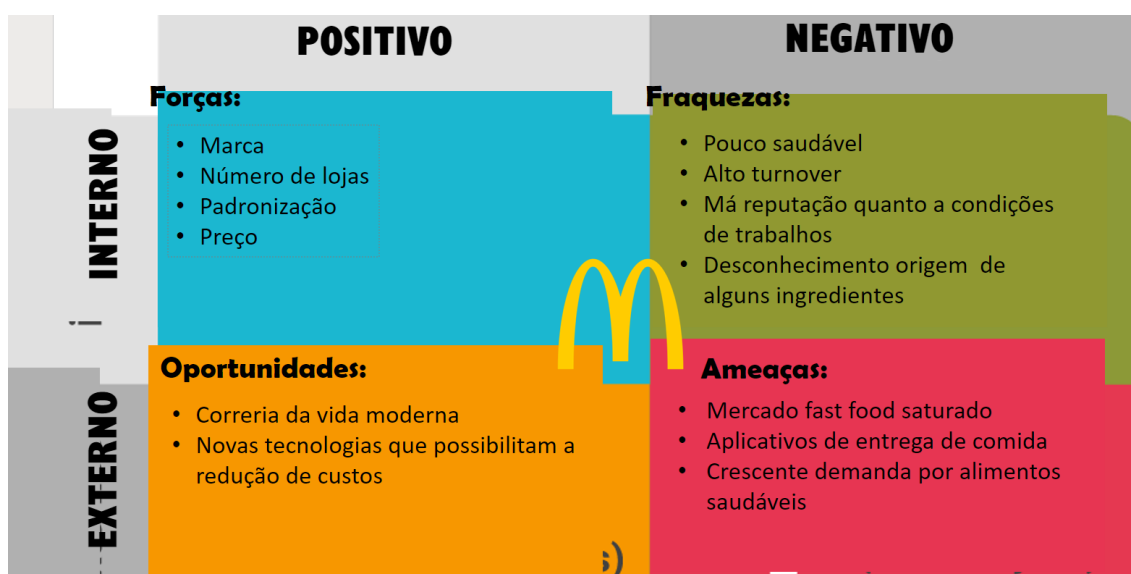 POSITIVO
NEGATIVO
INTERNO
Forças:
• Marca
• Número de lojas
• Padronização
• Preço
Fraquezas:
• Pouco saudável
• Alto turnover
• Má reputação quanto a condições
de trabalhos
• Desconhecimento origem de
alguns ingredientes
EXTERNO
Oportunidades:
• Correria da vida moderna
• Novas tecnologias que possibilitam a
redução de custos
Ameaças:
• Mercado fast food saturado
• Aplicativos de entrega de comida
• Crescente demanda por alimentos
saudáveis
s)